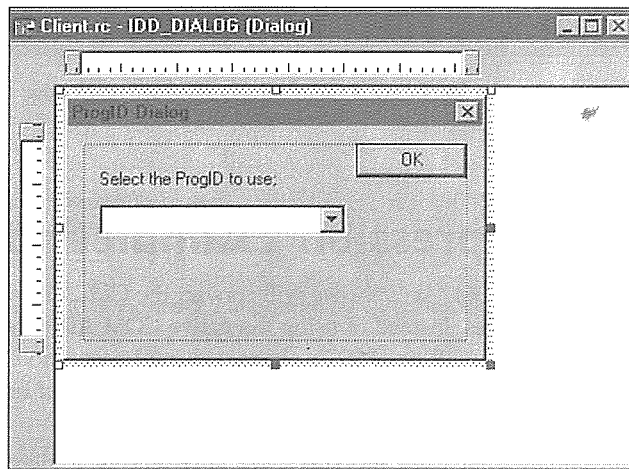 Client.rc - IDD_DIALOG (Dialog)
ProgID Dialog
OK
Select the ProgID to use: